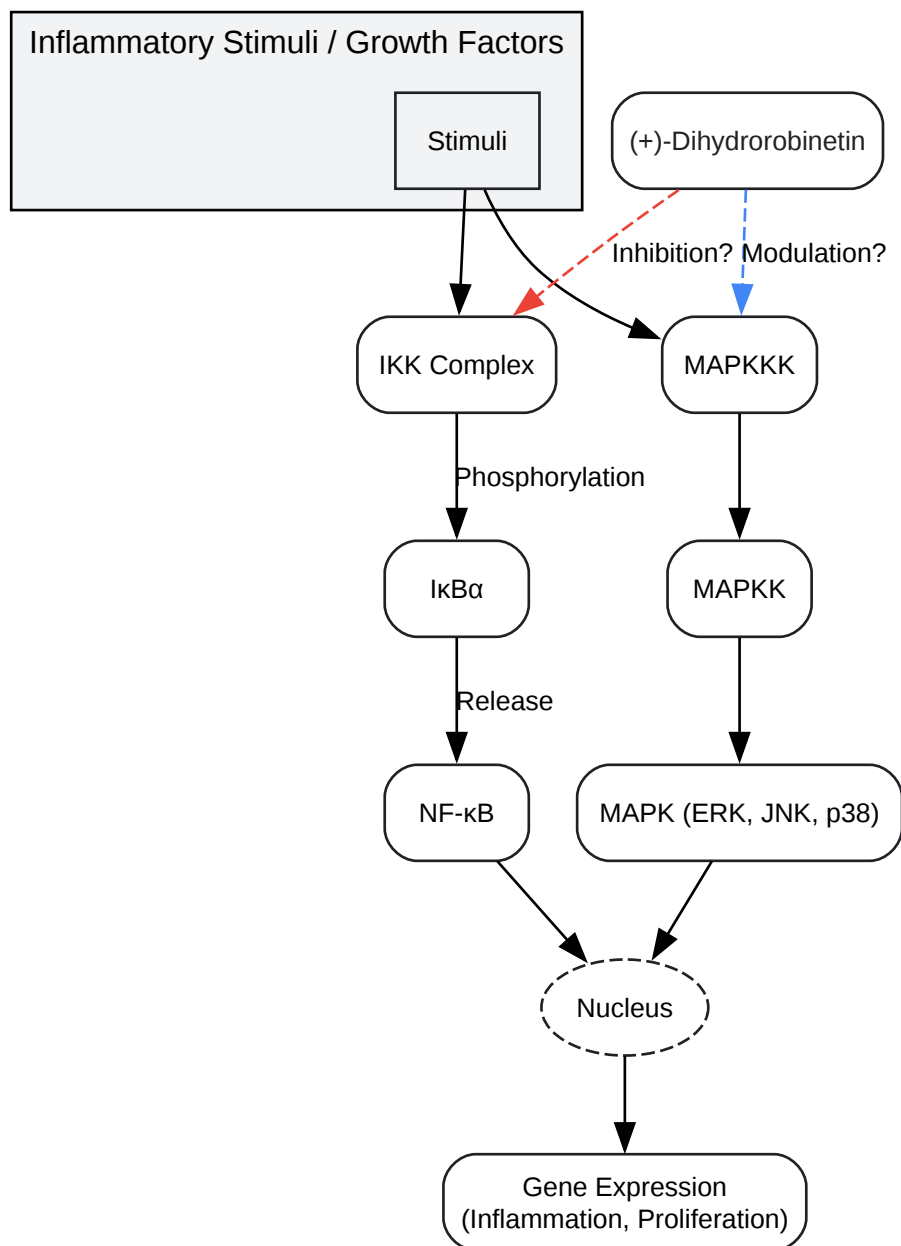 Inflammatory Stimuli / Growth Factors
Stimuli
(+)-Dihydrorobinetin
Inhibition?
Modulation?
IKK Complex
MAPKKK
Phosphorylation
IκBα
MAPKK
Release
NF-κB
MAPK (ERK, JNK, p38)
Nucleus
Gene Expression
(Inflammation, Proliferation)